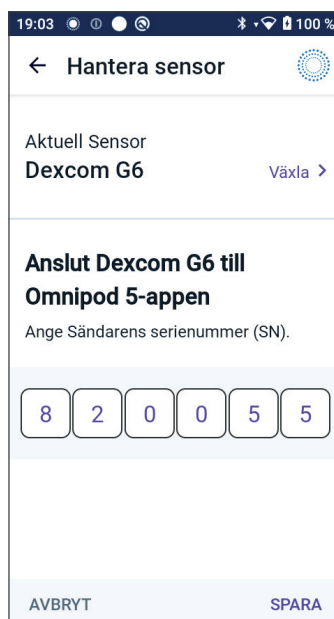 19:03 100 %
Hantera sensor
Aktuell Sensor
Dexcom G6
Växla
Anslut Dexcom G6 till
Omnipod 5-appen
Ange Sändarens serienummer (SN).
8 2 0 0 5 5
AVBRYT SPARA